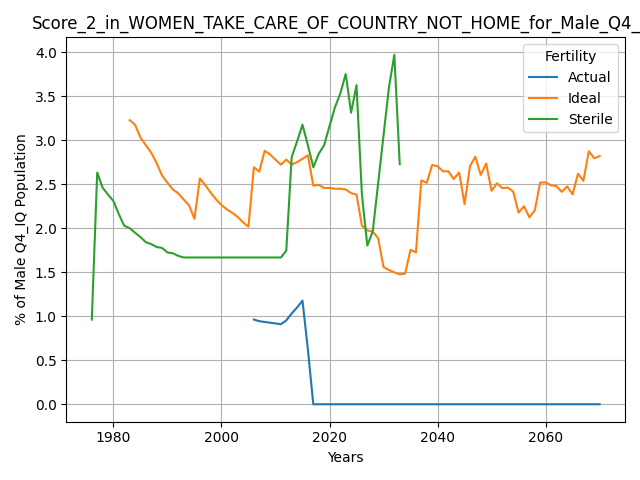 Score_2_in_WOMEN_TAKE_CARE_OF_COUNTRY_NOT_HOME_for_Male_Q4_
4.0
3.5
3.0
2.5
2.0
1.5
1.0
0.5
0.0
% of Male Q4_IQ Population
Fertility
Actual
Ideal
Sterile
1980 2000 2020 2040 2060
Years